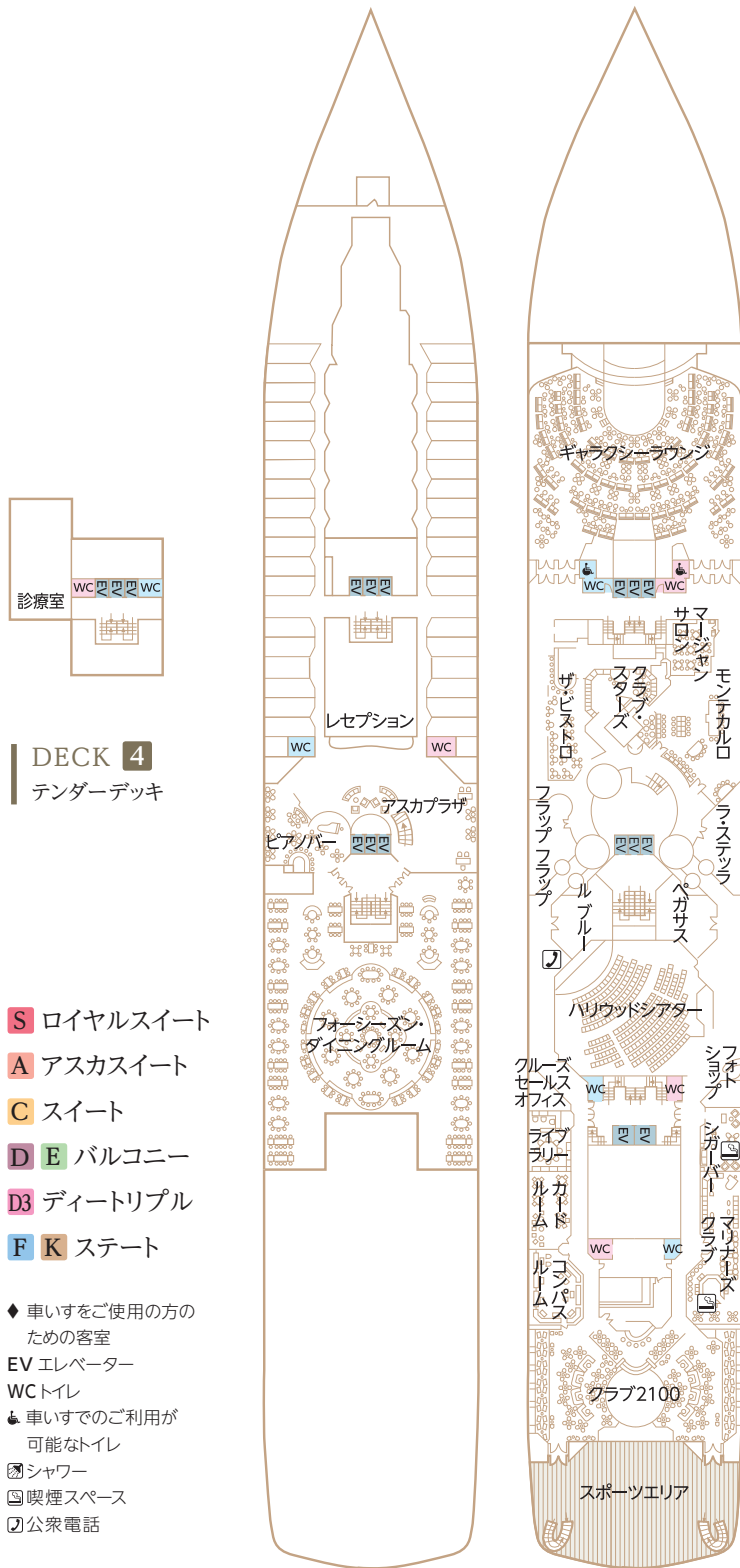 診療室
WC
EV
EV
EV
WC
DECK 4
テンダーデッキ
S ロイヤルスイート
A アスカスイート
C スイート
D E バルコニー
D3 ディートリプル
F K ステート
♦ 車いすをご使用の方の
ための客室
EV エレベーター
WC トイレ
車いすでのご利用が
可能なトイレ
シャワー
喫煙スペース
公衆電話
EV
EV
EV
レセプション
WC
WC
アスカプラザ
ピアノバー
EV
EV
EV
フォーシーズン・
ダイニングルーム
ギャラクシーラウンジ
WC
EV
EV
EV
WC
マージャン
サロン
クラブ・
スターズ
ザ・ビストロ
モンテカルロ
フラップ フラップ
EV
EV
EV
ラ・ステッラ
ル ブルー
ペガサス
ハリウッドシアター
クルーズ
セールス
オフィス
WC
WC
フォト
ショップ
ライブ
ラリー
EV
EV
シガーバー
カード
ルーム
マリナーズ
クラブ
WC
WC
コンパス
ルーム
クラブ2100
スポーツエリア